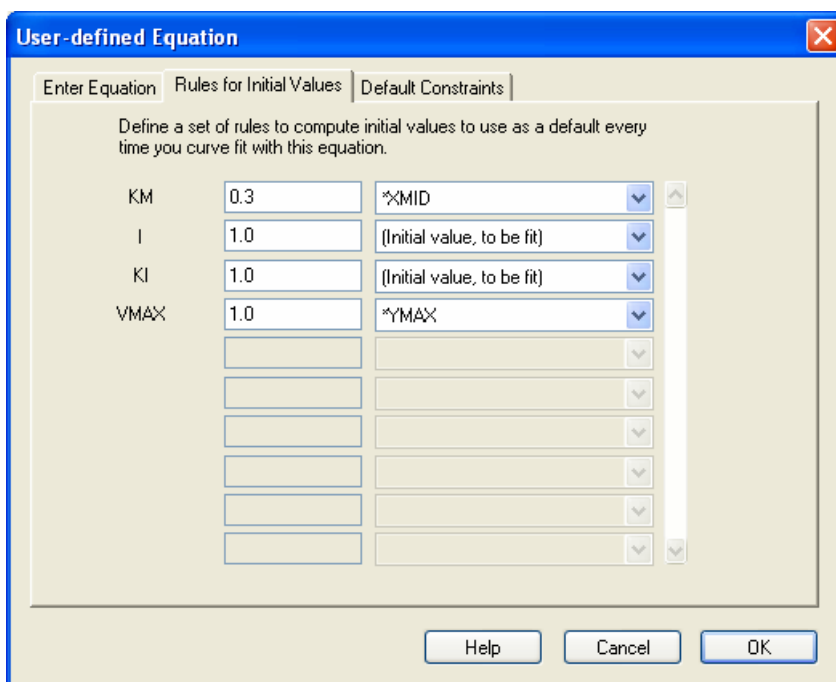 User-defined Equation
Enter Equation Rules for Initial Values Default Constraints
Define a set of rules to compute initial values to use as a default every
time you curve fit with this equation.
KM 0.3 *XMID
I 1.0 (Initial value, to be fit)
KI 1.0 (Initial value, to be fit)
VMAX 1.0 *YMAX
Help Cancel OK